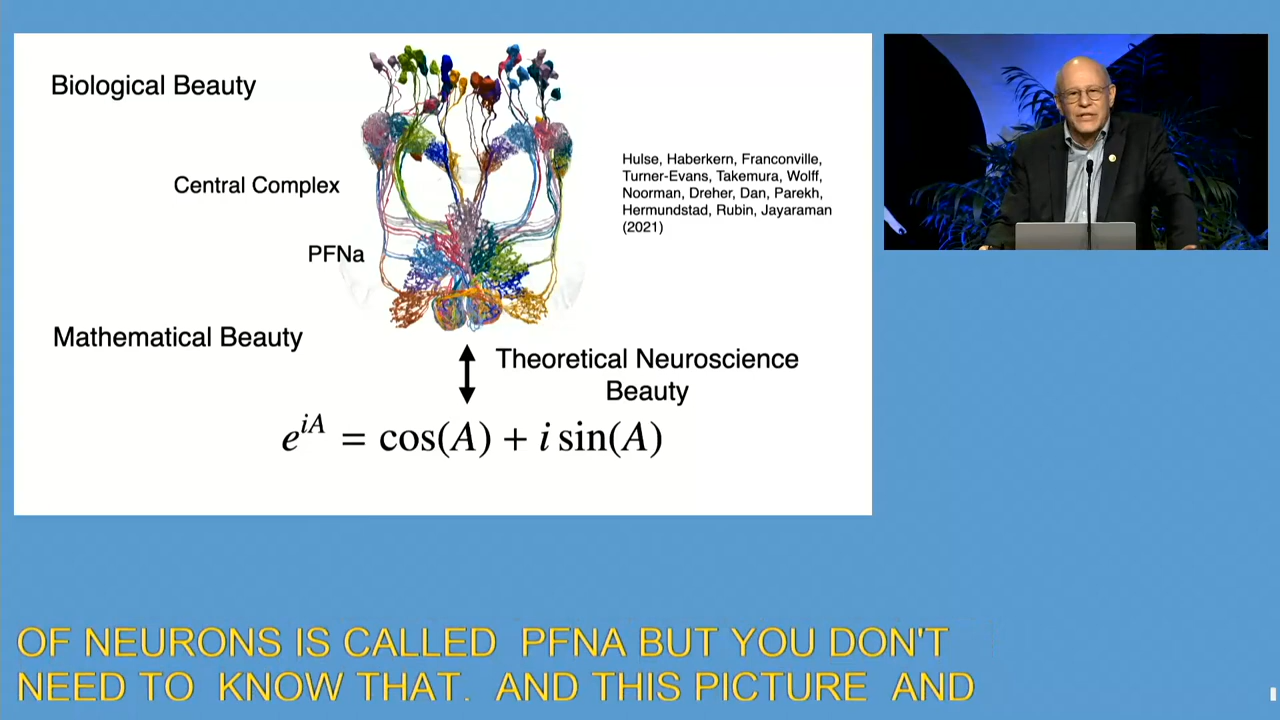 Biological Beauty
Central Complex
PFNa
Hulse, Haberkern, Franconville,
Turner-Evans, Takemura, Wolff,
Noorman, Dreher, Dan, Parekh,
Hermundstad, Rubin, Jayaraman
(2021)
Mathematical Beauty
Theoretical Neuroscience
Beauty
e^{iA} = cos(A) + i sin(A)
OF NEURONS IS CALLED PFNA BUT YOU DON'T
NEED TO KNOW THAT. AND THIS PICTURE AND